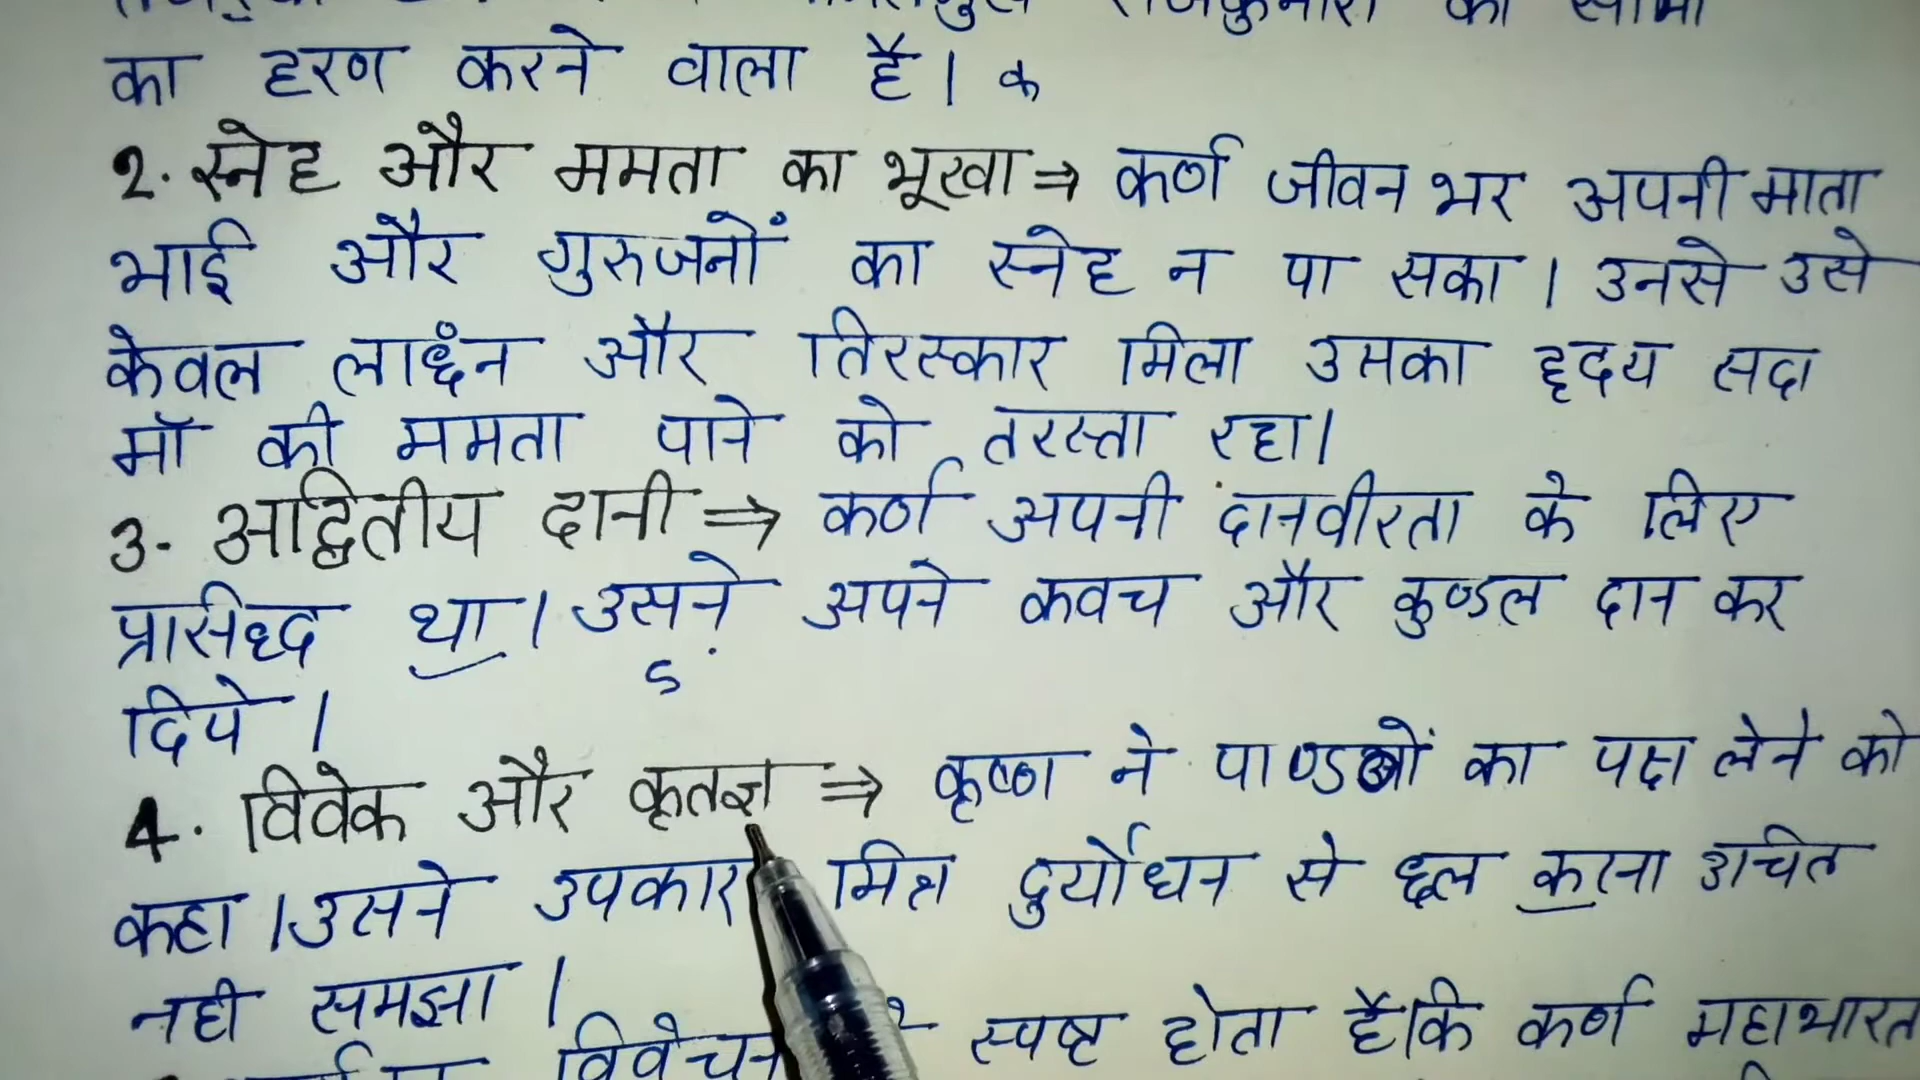 का हरण करने वाला है। क
2. स्नेह और ममता का भूखा ⇒ कर्ण जीवन भर अपनी माता
भाई और गुरुजनों का स्नेह न पा सका। उनसे उसे
केवल लाछँन और तिरस्कार मिला उसका हृदय सदा
माँ की ममता पाने को तरस्ता रहा।
3- अद्वितीय दानी ⇒ कर्ण अपनी दानवीरता के लिए
प्रसिध्द था। उसने अपने कवच और कुण्डल दान कर
दिये।
4. विवेक और कृतज्ञ ⇒ कृष्ण ने पाण्डवों का पक्ष लेने को
कहा। उसने उपकार मित्र दुर्योधन से छल करना उचित
नही समझा।
स्पष्ट होता है कि कर्ण महाभारत